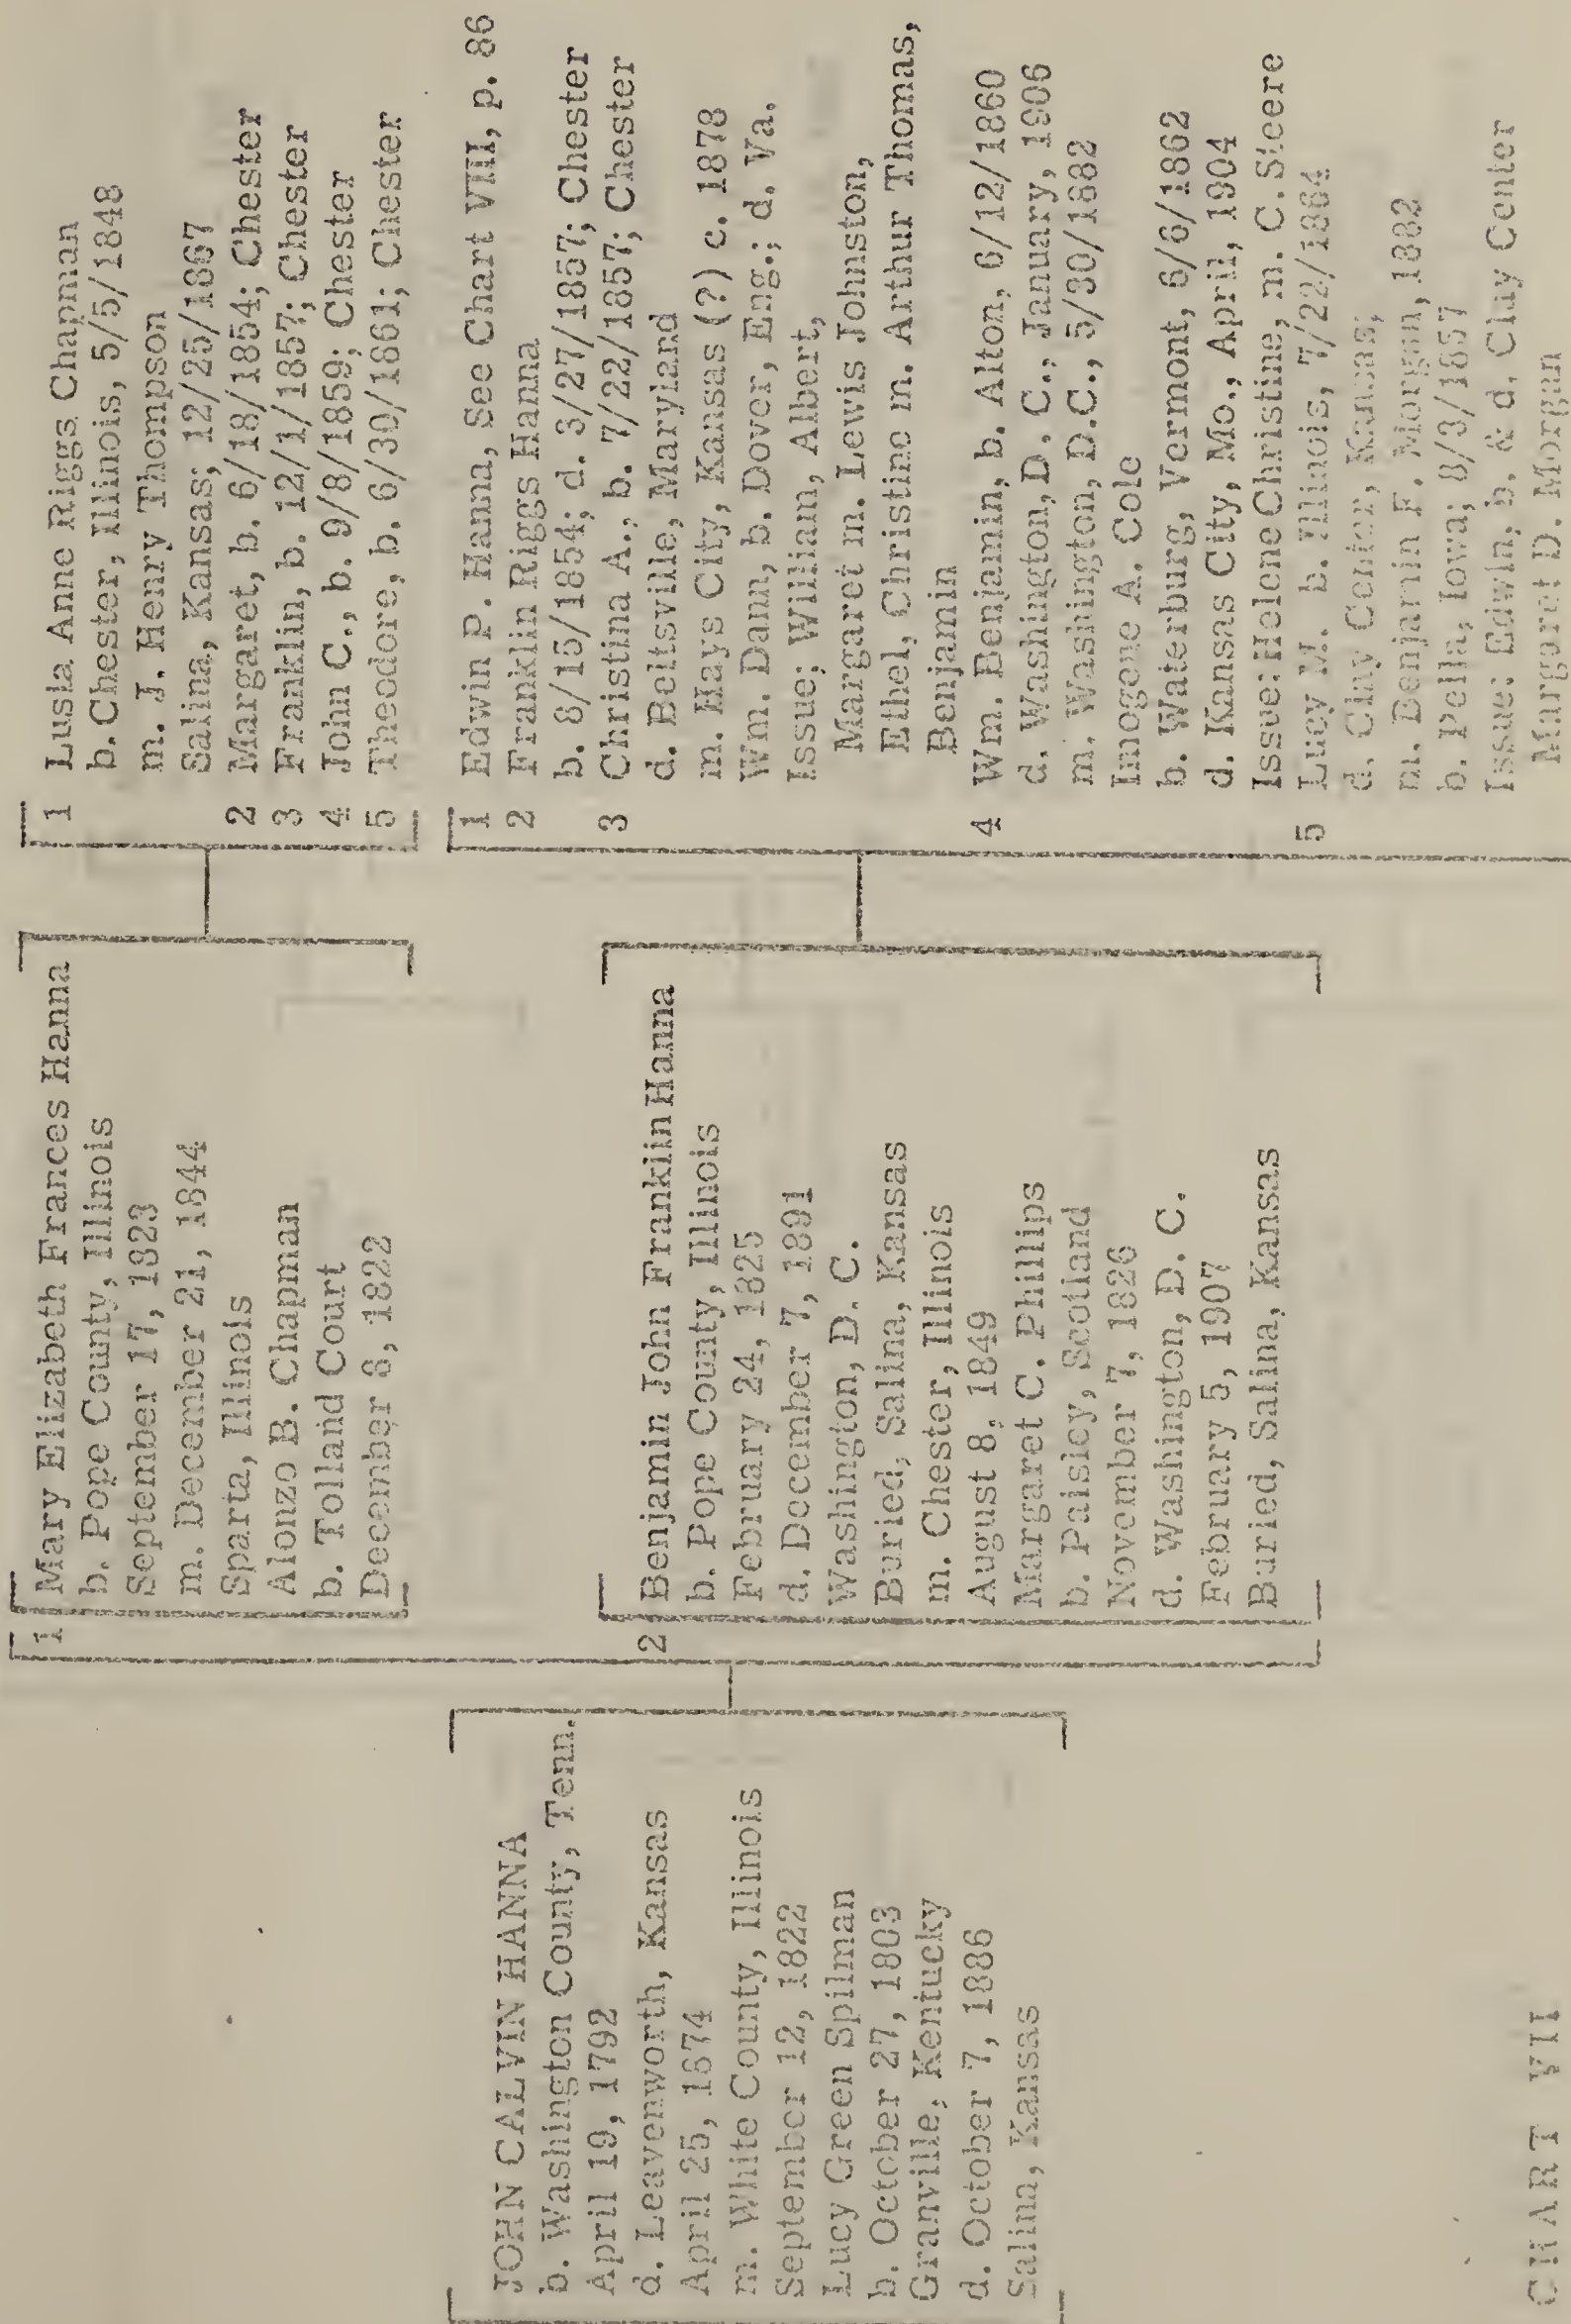 CHART VII
JOHN CALVIN HANNA
b. Washington County, Tenn.
April 19, 1792
d. Leavenworth, Kansas
April 25, 1874
m. White County, Illinois
September 12, 1822
Lucy Green Spilman
b. October 27, 1803
Granville, Kentucky
d. October 7, 1886
Salina, Kansas
1
Mary Elizabeth Frances Hanna
b. Pope County, Illinois
September 17, 1823
m. December 21, 1844
Sparta, Illinois
Alonzo B. Chapman
b. Tolland Court
December 8, 1822
2
Benjamin John Franklin Hanna
b. Pope County, Illinois
February 24, 1825
d. December 7, 1891
Washington, D. C.
Buried, Salina, Kansas
m. Chester, Illinois
August 8, 1849
Margaret C. Phillips
b. Paisley, Scotland
November 7, 1826
d. Washington, D. C.
February 5, 1907
Buried, Salina, Kansas
1 Lusla Anne Riggs Chapman
b. Chester, Illinois, 5/5/1848
m. J. Henry Thompson
Salina, Kansas; 12/25/1867
2 Margaret, b. 6/18/1854; Chester
3 Franklin, b. 12/1/1857; Chester
4 John C., b. 9/8/1859; Chester
5 Theodore, b. 6/30/1861; Chester
1 Edwin P. Hanna, See Chart VIII, p. 86
2 Franklin Riggs Hanna
b. 8/15/1854; d. 3/27/1857; Chester
3 Christina A., b. 7/22/1857; Chester
d. Beltsville, Maryland
m. Hays City, Kansas (?) c. 1878
Wm. Dann, b. Dover, Eng.; d. Va.
Issue; William, Albert,
Margaret m. Lewis Johnston,
Ethel, Christine m. Arthur Thomas,
Benjamin
4 Wm. Benjamin, b. Alton, 6/12/1860
d. Washington, D. C., January, 1906
m. Washington, D.C., 5/30/1882
Imogene A. Cole
b. Waterburg, Vermont, 6/6/1862
d. Kansas City, Mo., April, 1904
Issue: Helene Christine, m. C. Steere
5 Lucy M. b. Illinois, 7/22/1864
d. Clay Center, Kansas;
m. Benjamin F. Morgan, 1882
b. Pella, Iowa; 8/3/1857
Issue: Edwin, b. & d. Clay Center
Margaret D. Morgan